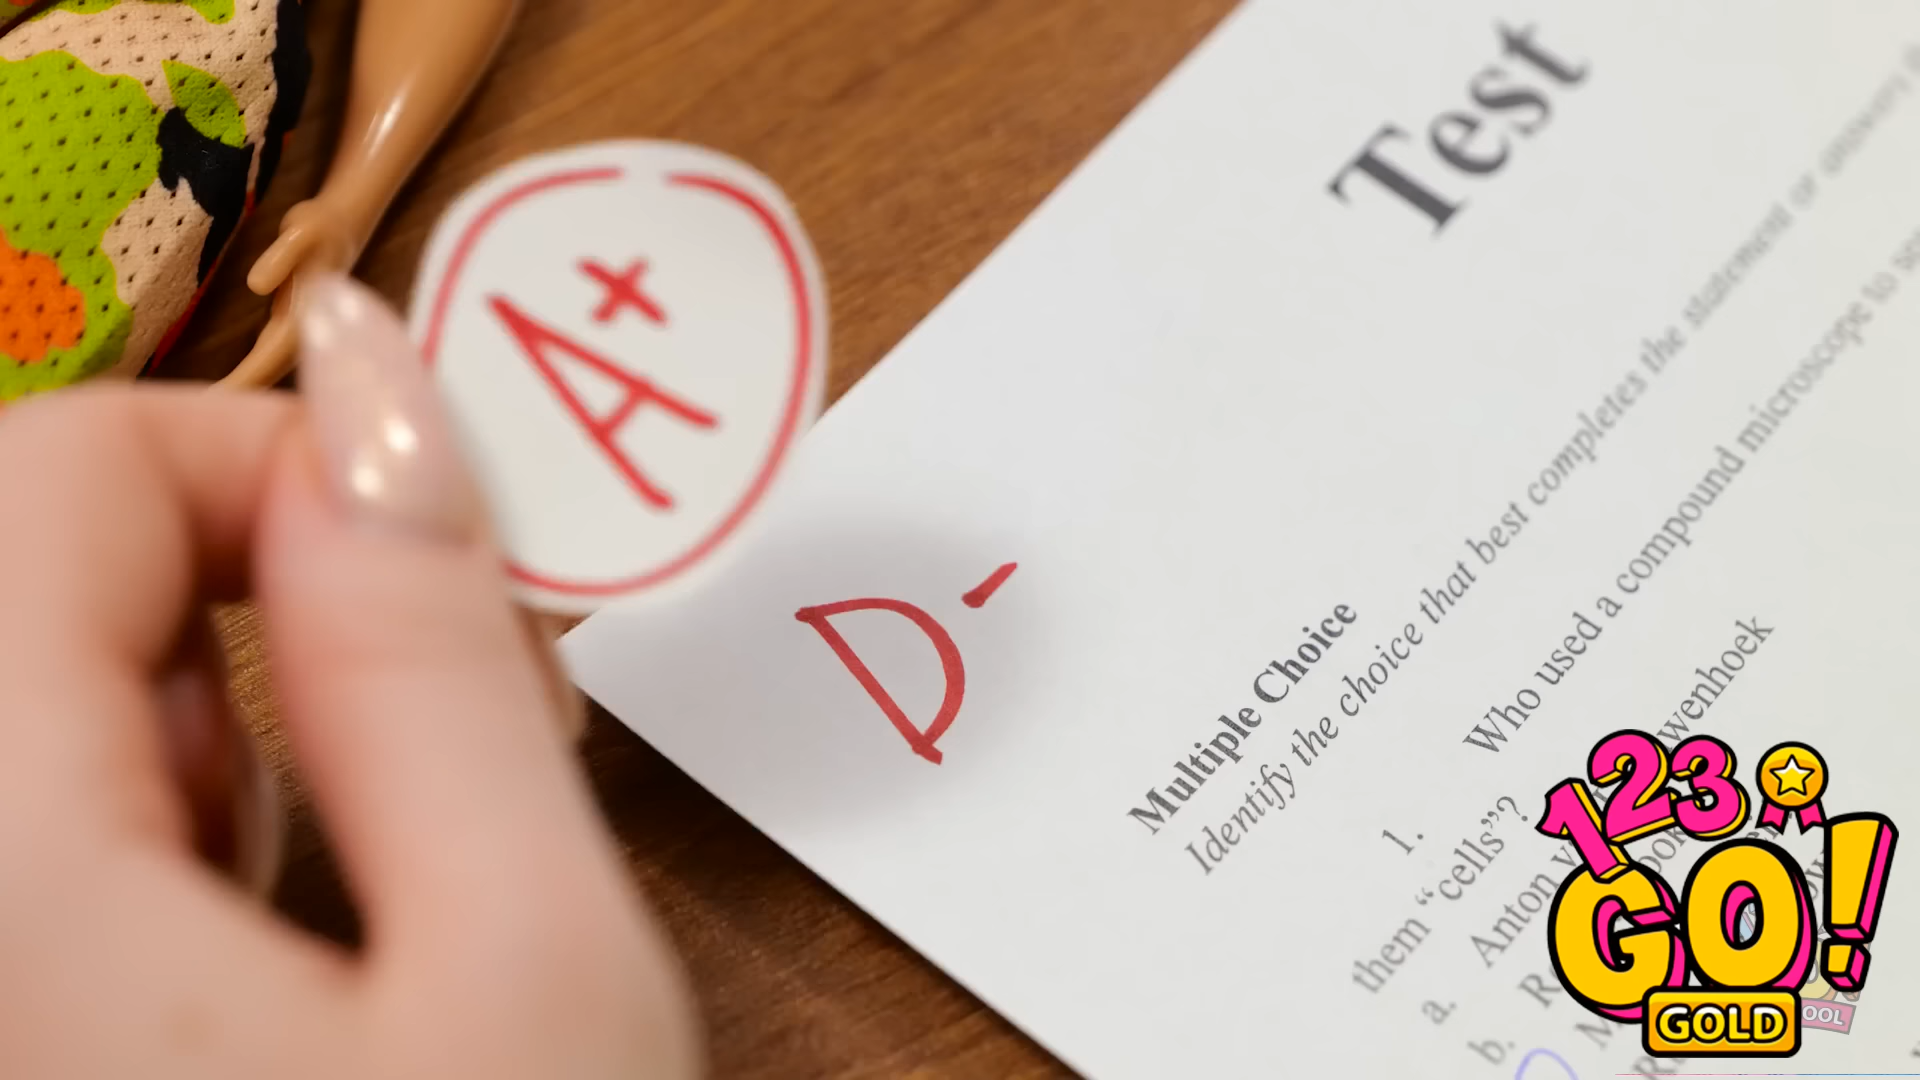 A+
D-
Test
Multiple Choice
Identify the choice that best completes the statement or answers
1. Who used a compound microscope to
them “cells”?
a. Anton
wenhoek
b.
123
GO!
GOLD
OOL